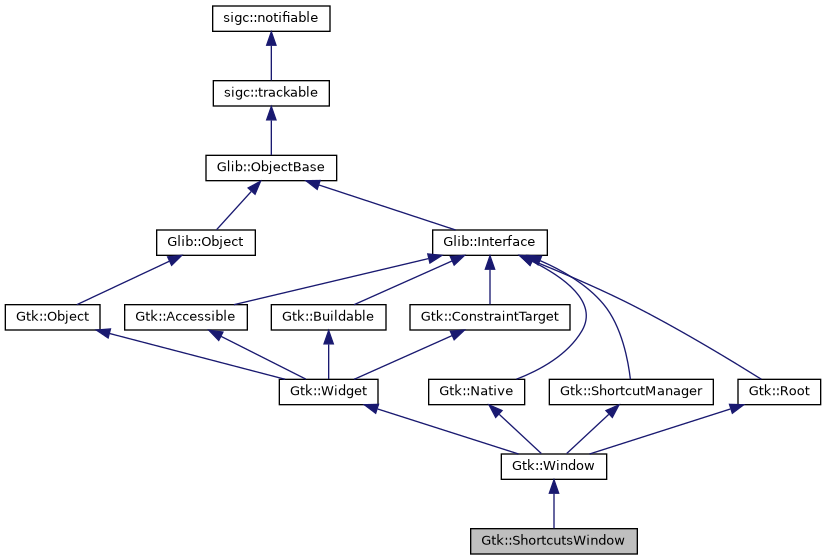 sigc::notifiable
sigc::trackable
Glib::ObjectBase
Glib::Object
Glib::Interface
Gtk::Object
Gtk::Accessible
Gtk::Buildable
Gtk::ConstraintTarget
Gtk::Widget
Gtk::Native
Gtk::ShortcutManager
Gtk::Root
Gtk::Window
Gtk::ShortcutsWindow